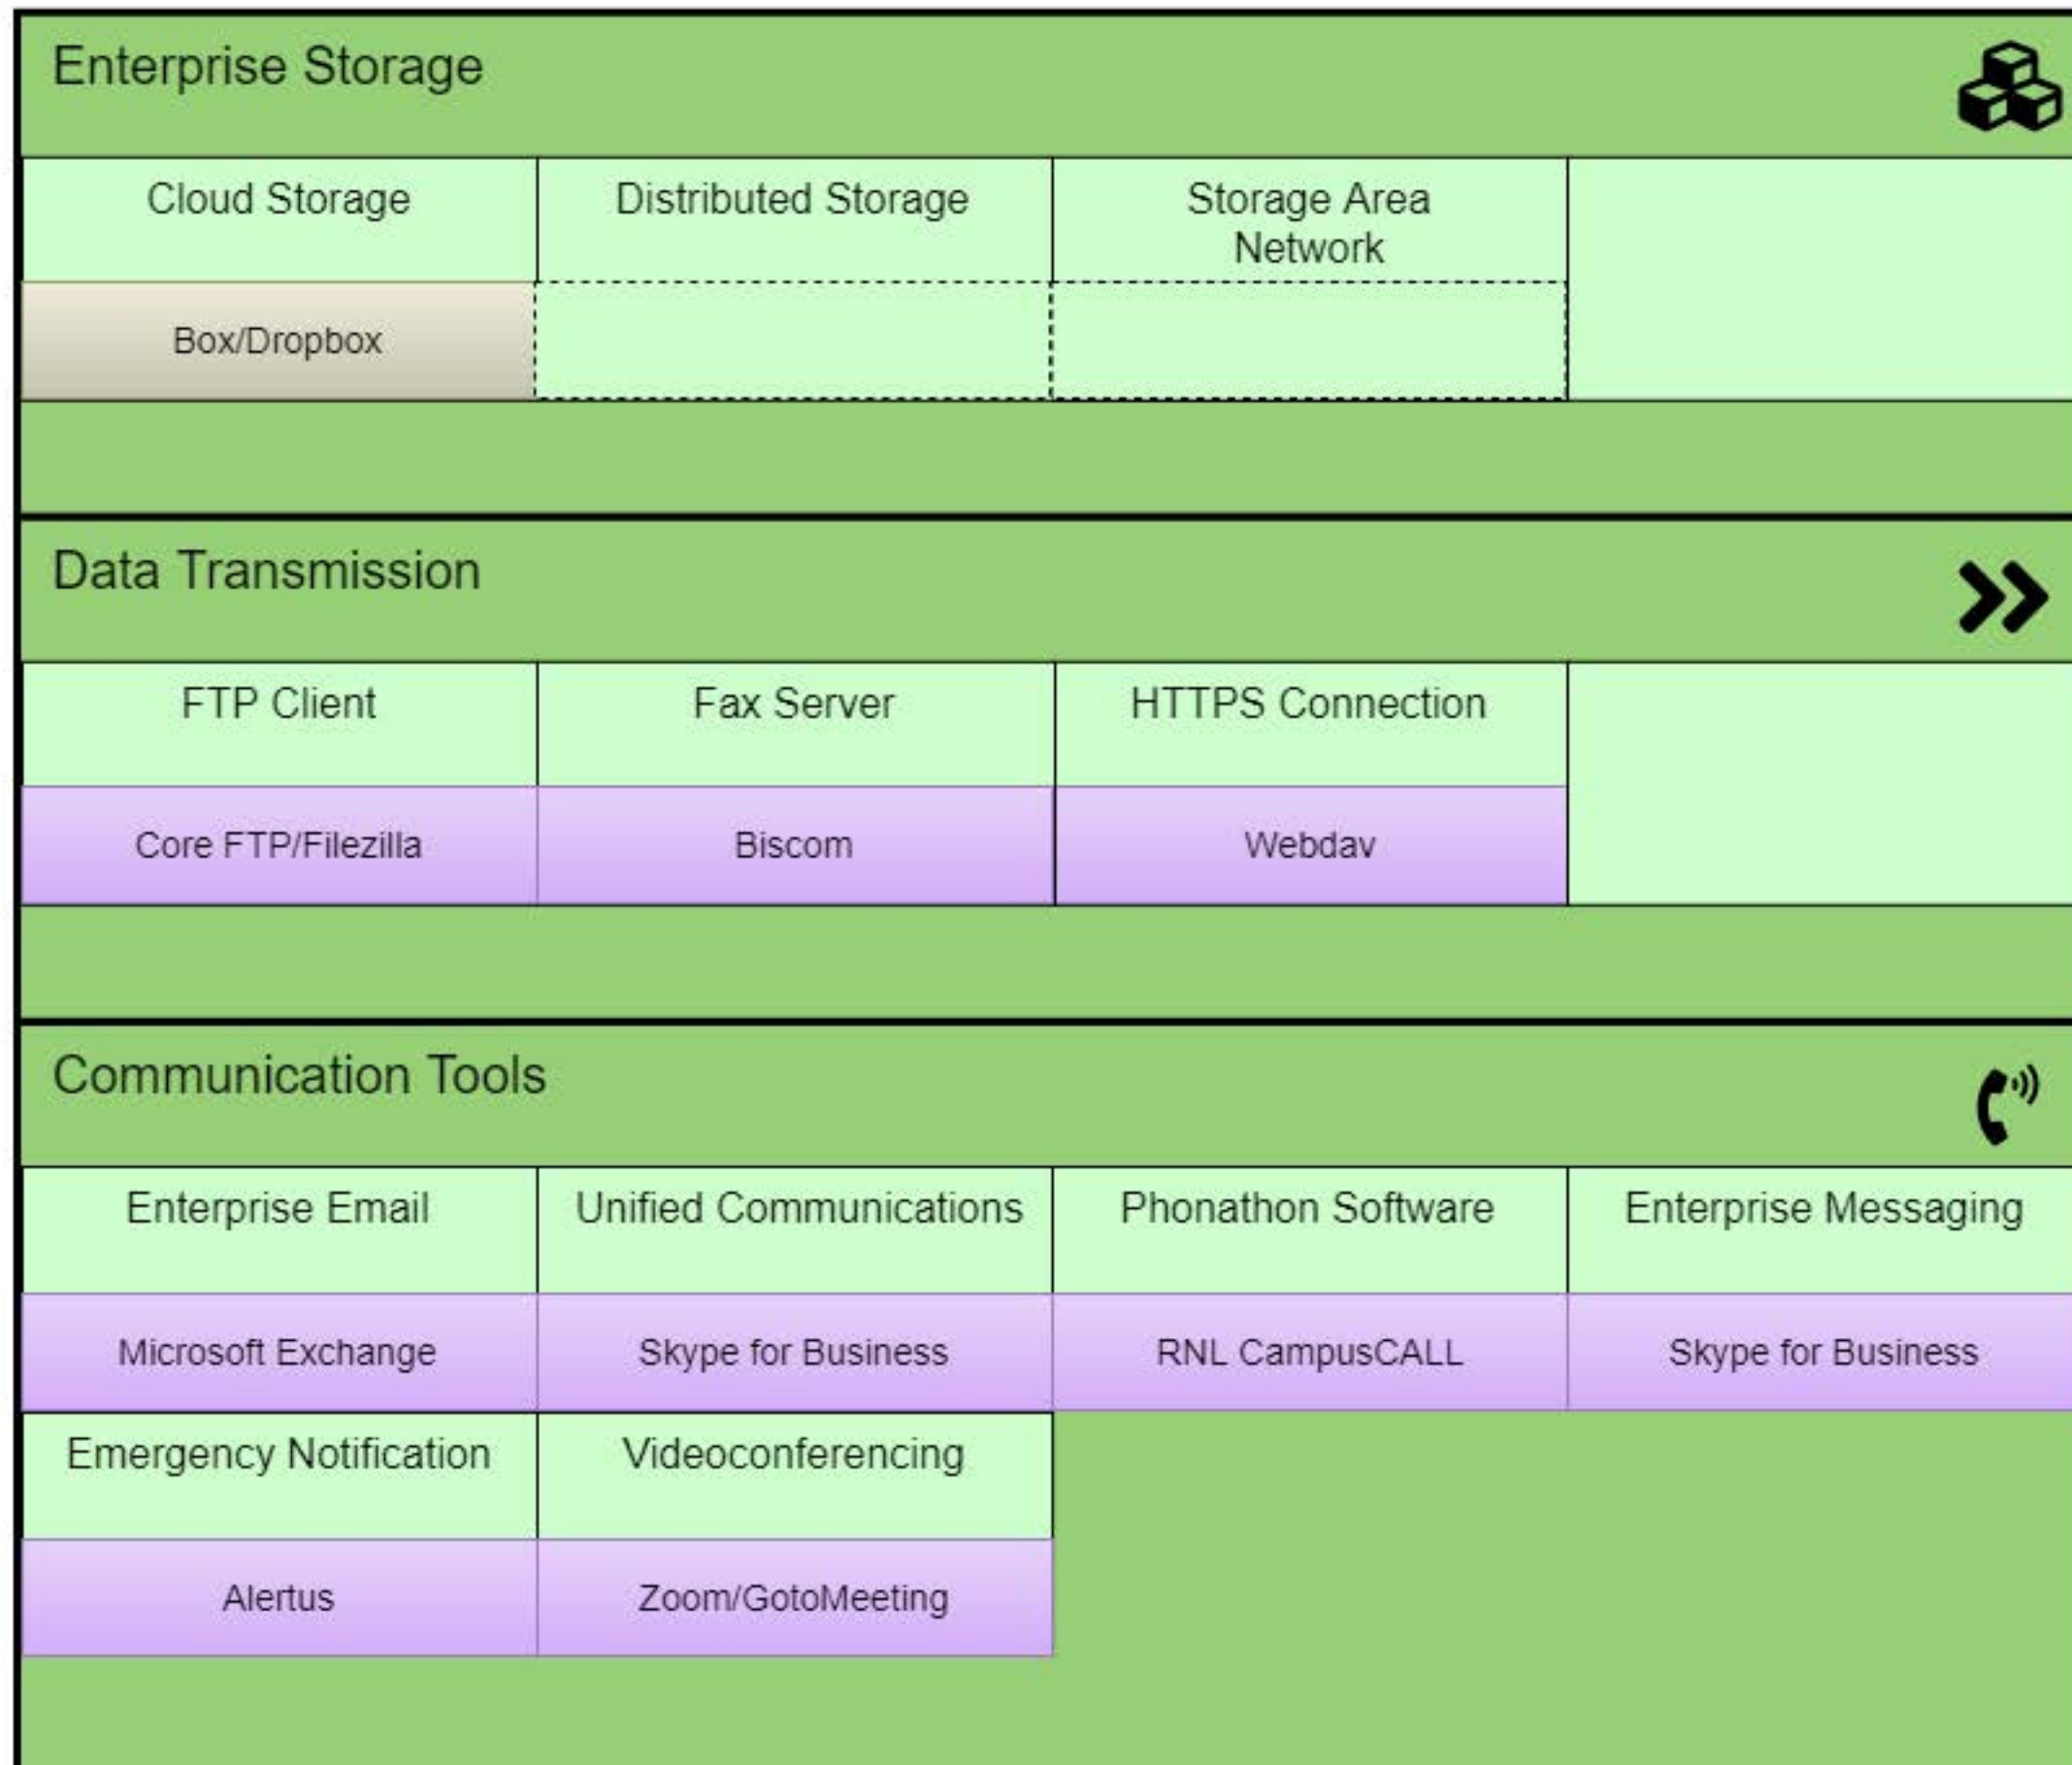 Enterprise Storage
Cloud Storage
Distributed Storage
Storage Area
Network
Box/Dropbox
Data Transmission
FTP Client
Fax Server
HTTPS Connection
Core FTP/Filezilla
Biscom
Webdav
Communication Tools
Enterprise Email
Unified Communications
Phonathon Software
Enterprise Messaging
Microsoft Exchange
Skype for Business
RNL CampusCALL
Skype for Business
Emergency Notification
Videoconferencing
Alertus
Zoom/GotoMeeting